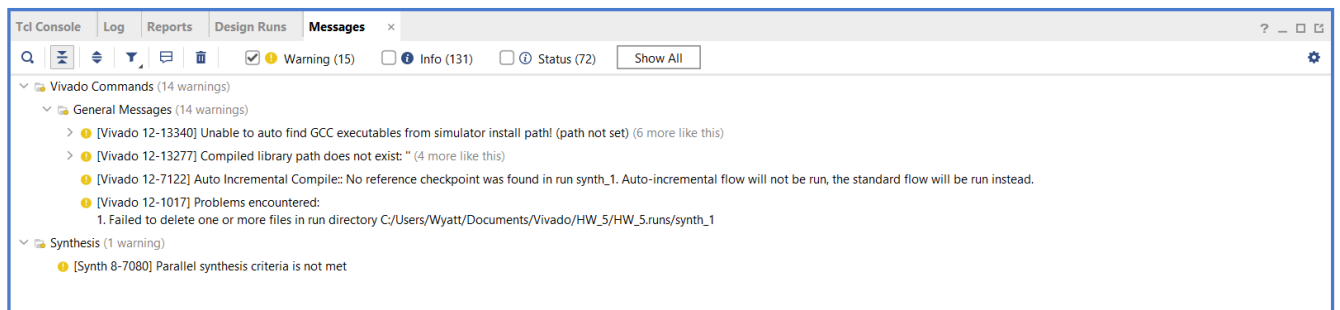 Tcl Console Log Reports Design Runs Messages ×
Warning (15) Info (131) Status (72) Show All
Vivado Commands (14 warnings)
General Messages (14 warnings)
[Vivado 12-13340] Unable to auto find GCC executables from simulator install path! (path not set) (6 more like this)
[Vivado 12-13277] Compiled library path does not exist: '' (4 more like this)
[Vivado 12-7122] Auto Incremental Compile:: No reference checkpoint was found in run synth_1. Auto-incremental flow will not be run, the standard flow will be run instead.
[Vivado 12-1017] Problems encountered:
1. Failed to delete one or more files in run directory C:/Users/Wyatt/Documents/Vivado/HW_5/HW_5.runs/synth_1
Synthesis (1 warning)
[Synth 8-7080] Parallel synthesis criteria is not met